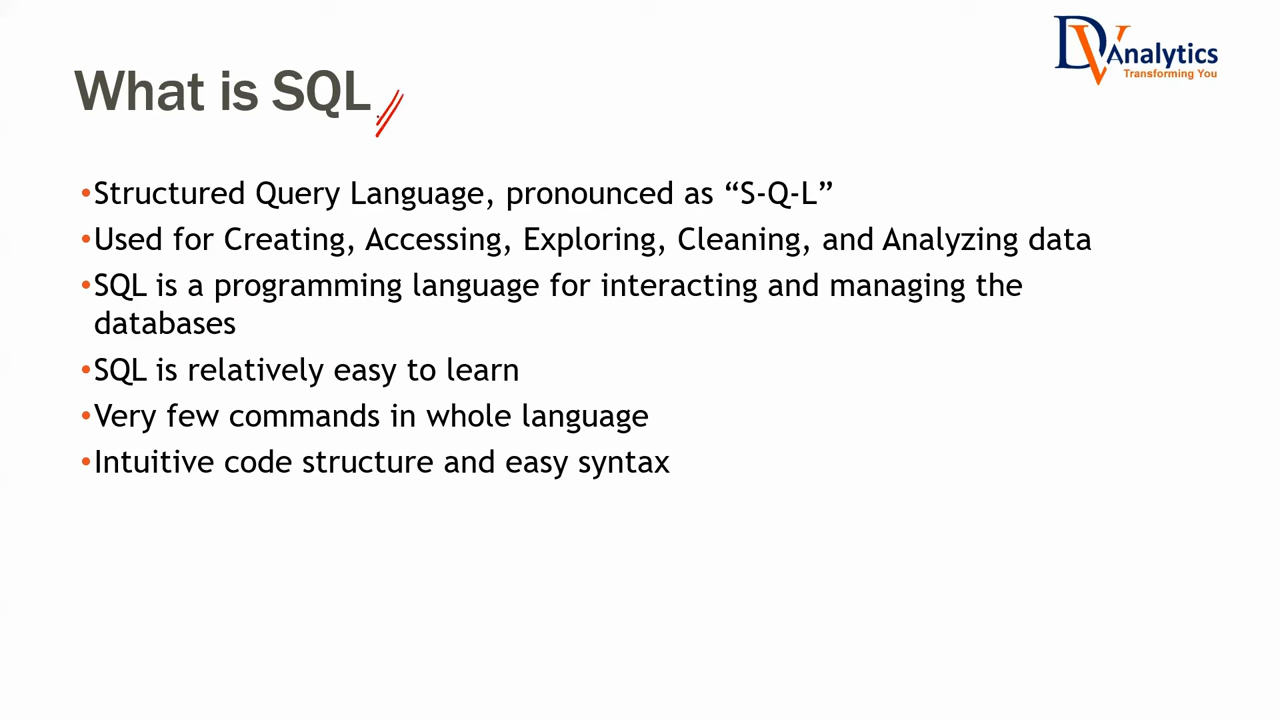 DV Analytics
Transforming You
What is SQL
•Structured Query Language, pronounced as “S-Q-L”
•Used for Creating, Accessing, Exploring, Cleaning, and Analyzing data
•SQL is a programming language for interacting and managing the
databases
•SQL is relatively easy to learn
•Very few commands in whole language
•Intuitive code structure and easy syntax